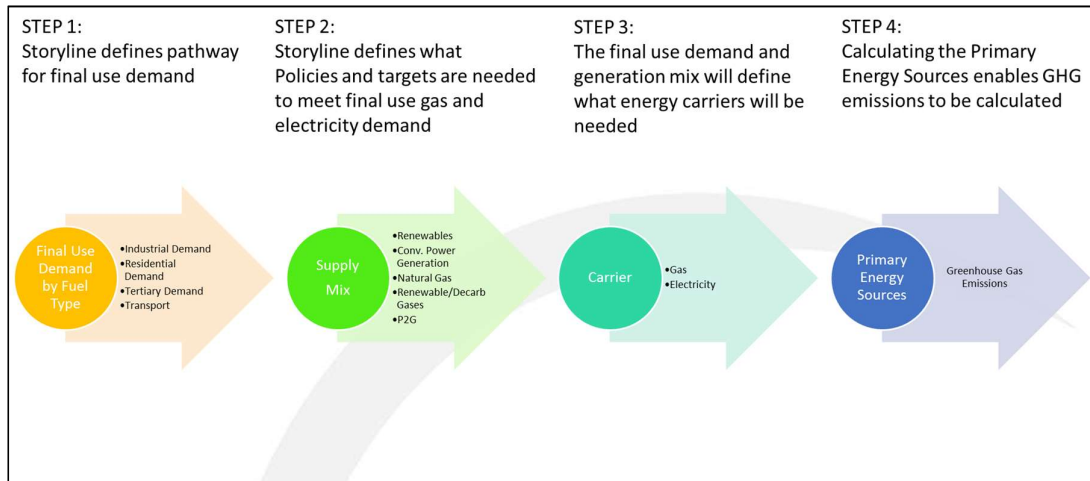 STEP 1:
Storyline defines pathway
for final use demand
STEP 2:
Storyline defines what
Policies and targets are needed
to meet final use gas and
electricity demand
STEP 3:
The final use demand and
generation mix will define
what energy carriers will be
needed
STEP 4:
Calculating the Primary
Energy Sources enables GHG
emissions to be calculated
Final Use
Demand
by Fuel
Type
•Industrial Demand
•Residential
Demand
•Tertiary Demand
•Transport
Supply
Mix
•Renewables
•Conv. Power
Generation
•Natural Gas
•Renewable/Decarb
Gases
•P2G
Carrier
•Gas
•Electricity
Primary
Energy
Sources
Greenhouse Gas
Emissions